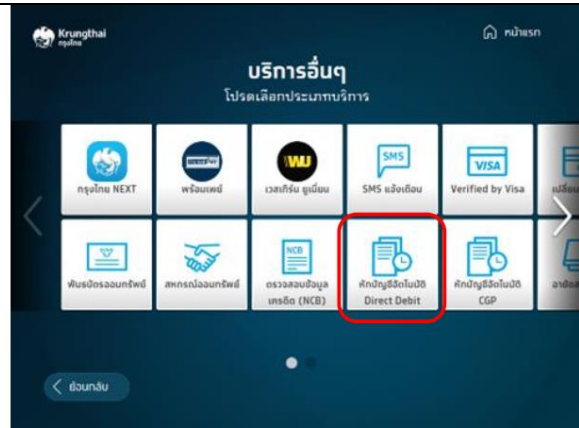 Krungthai
กรุงไทย
หน้าแรก
บริการอื่นๆ
โปรดเลือกประเภทบริการ
กรุงไทย NEXT
พร้อมเพย์
เวสเทิร์น ยูเนี่ยน
SMS แจ้งเตือน
Verified by Visa
WU
SMS
VISA
พันธบัตรออมทรัพย์
สหกรณ์ออมทรัพย์
NCB
ตรวจสอบข้อมูล
เครดิต (NCB)
หักบัญชีอัตโนมัติ
Direct Debit
หักบัญชีอัตโนมัติ
CGP
ย้อนกลับ